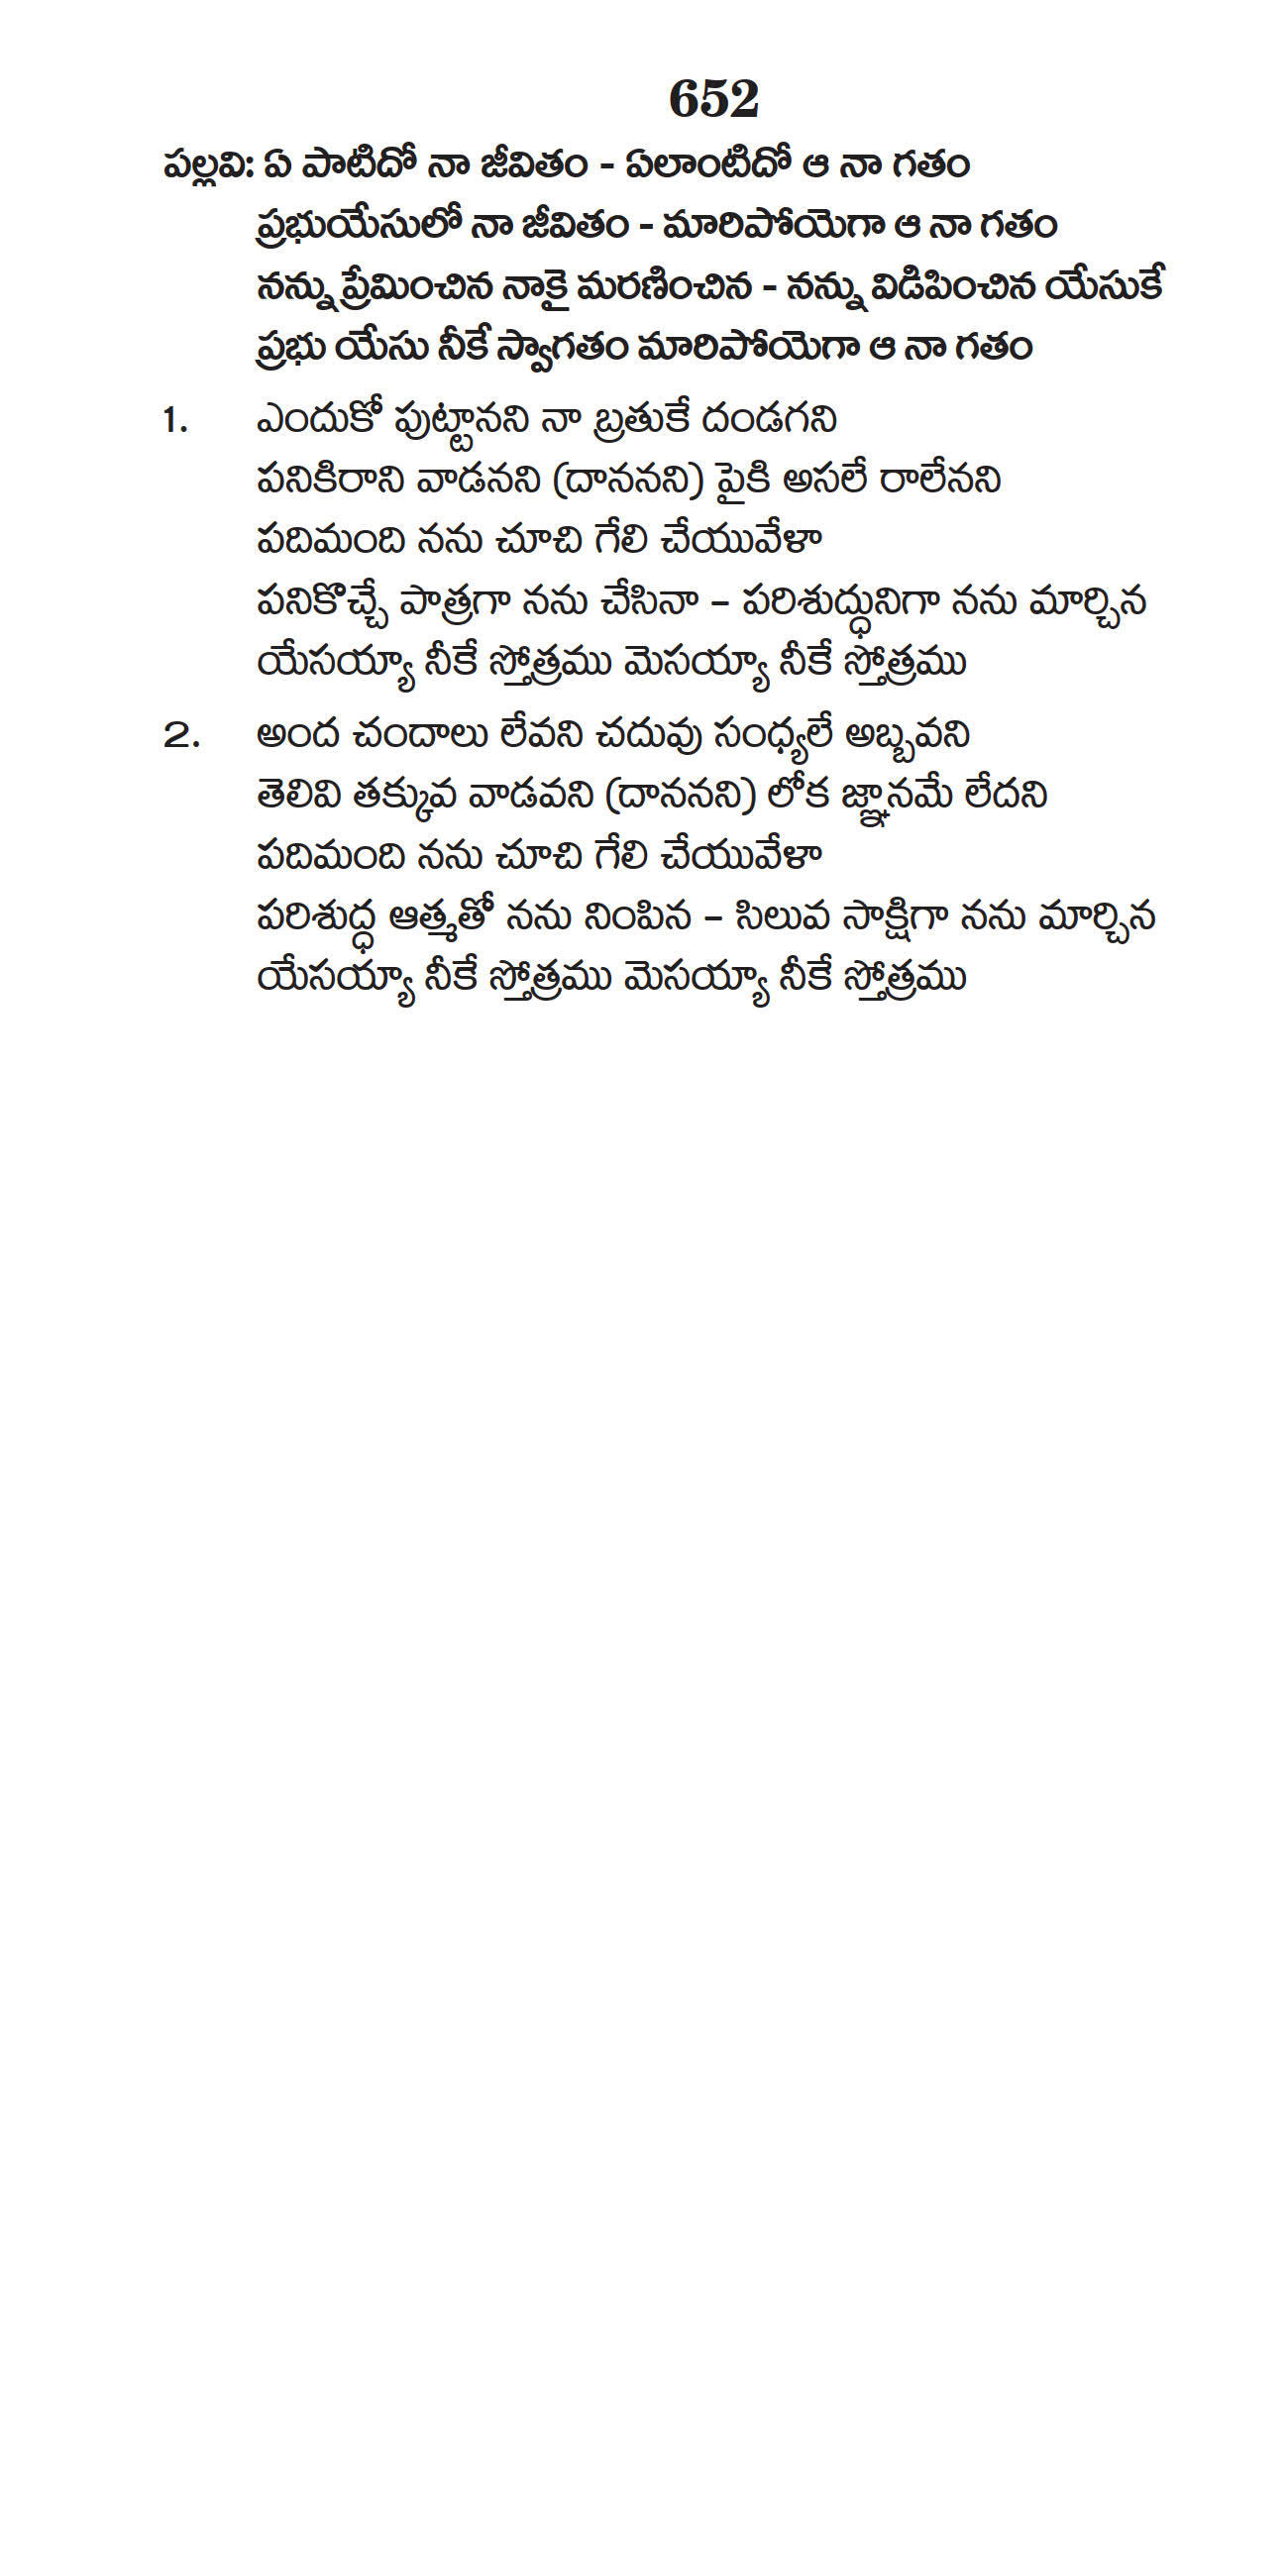 652
పల్లవి: ఏ పాటిదో నా జీవితం - ఏలాంటిదో ఆ నా గతం
ప్రభుయేసులో నా జీవితం - మారిపోయెగా ఆ నా గతం
నన్ను ప్రేమించిన నాకై మరణించిన - నన్ను విడిపించిన యేసుకే
ప్రభు యేసు నీకే స్వాగతం మారిపోయెగా ఆ నా గతం
1. ఎందుకో పుట్టానని నా బ్రతుకే దండగని
పనికిరాని వాడనని (దాననని) పైకి అసలే రాలేనని
పదిమంది నను చూచి గేలి చేయువేళా
పనికొచ్చే పాత్రగా నను చేసినా – పరిశుద్ధునిగా నను మార్చిన
యేసయ్యా నీకే స్తోత్రము మెసయ్యా నీకే స్తోత్రము
2. అంద చందాలు లేవని చదువు సంధ్యలే అబ్బవని
తెలివి తక్కువ వాడవని (దాననని) లోక జ్ఞానమే లేదని
పదిమంది నను చూచి గేలి చేయువేళా
పరిశుద్ధ ఆత్మతో నను నింపిన – సిలువ సాక్షిగా నను మార్చిన
యేసయ్యా నీకే స్తోత్రము మెసయ్యా నీకే స్తోత్రము